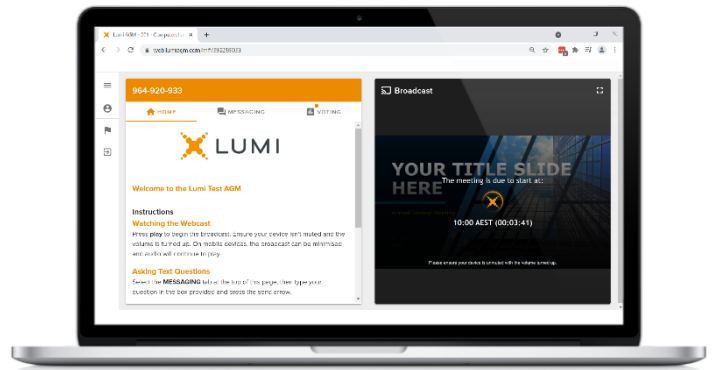 964-920-933
HOME
MESSAGING
VOTING
LUMI
Welcome to the Lumi Test AGM
Instructions
Watching the Webcast
Press play to begin the broadcast. Ensure your device isn't muted and the
volume is turned up. On mobile devices, the broadcast can be minimised
and audio will continue to play.
Asking Text Questions
Select the MESSAGING tab at the top of this page, then type your
question in the box provided and press the send arrow.
Broadcast
YOUR TITLE SLIDE
HERE
The meeting is due to start at:
10:00 AEST (00:03:41)
Please ensure your device is unmuted with the volume turned up.